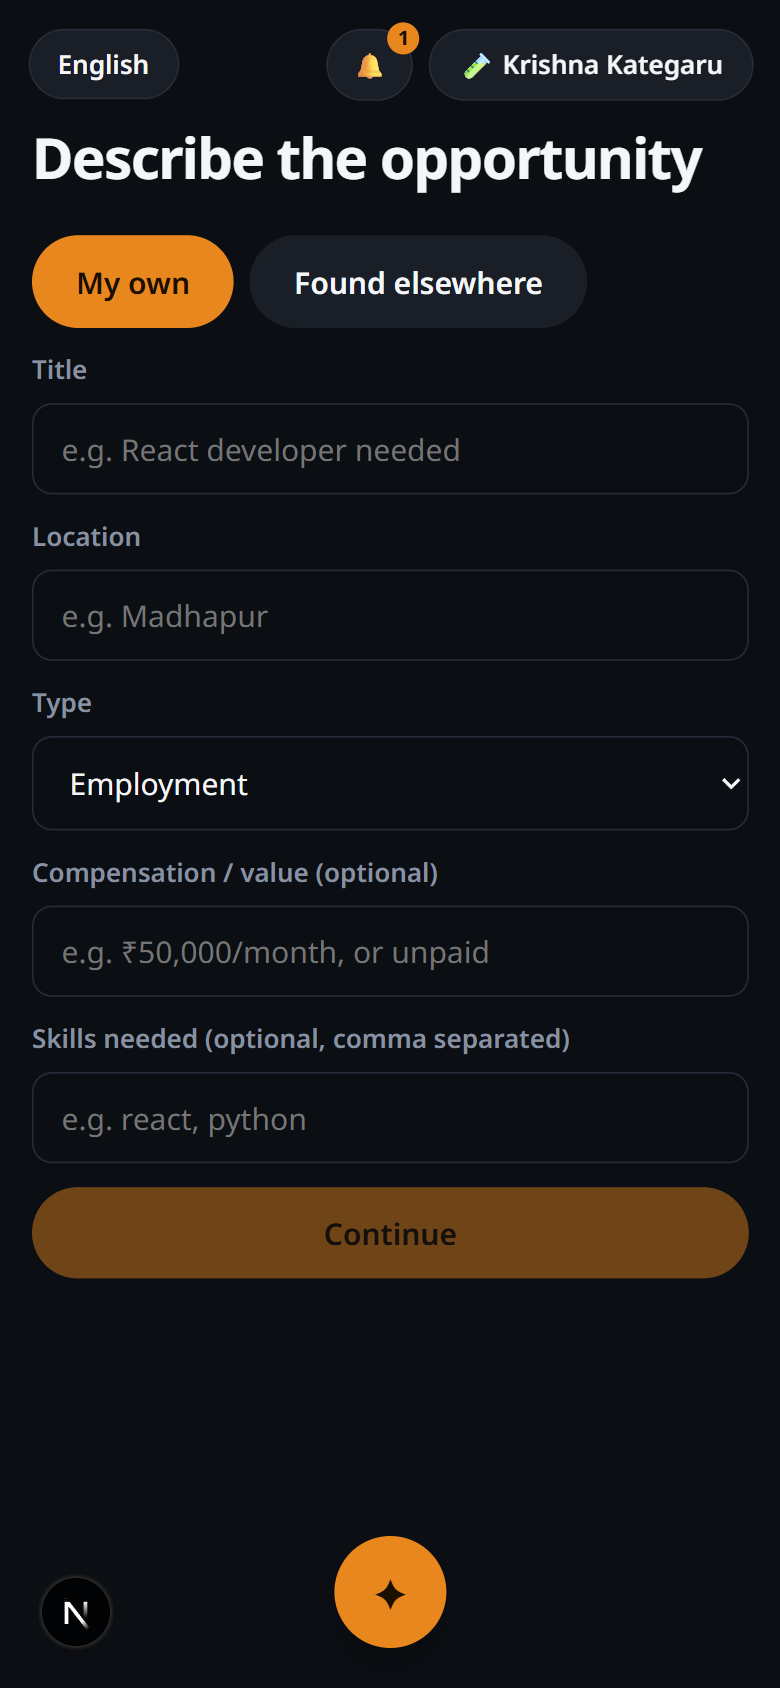 English
1
Krishna Kategaru
Describe the opportunity
My own
Found elsewhere
Title
e.g. React developer needed
Location
e.g. Madhapur
Type
Employment
Compensation / value (optional)
e.g. ₹50,000/month, or unpaid
Skills needed (optional, comma separated)
e.g. react, python
Continue
N